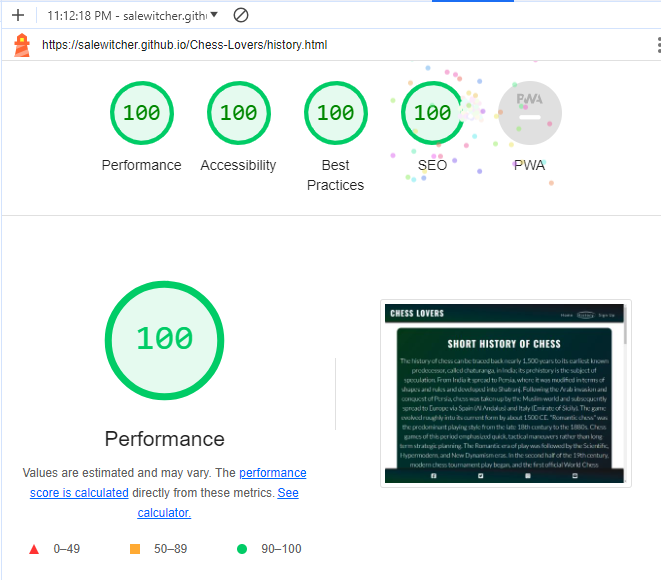 11:12:18 PM - salewitcher.gith
https://salewitcher.github.io/Chess-Lovers/history.html
100 100 100 100 PWA
Performance Accessibility Best Practices SEO PWA
100
Performance
Values are estimated and may vary. The performance
score is calculated directly from these metrics. See
calculator.
0–49 50–89 90–100
CHESS LOVERS Home History Sign Up
SHORT HISTORY OF CHESS
The history of chess can be traced back nearly 1,500 years to its earliest known
predecessor, called chaturanga, in India; its prehistory is the subject of
speculation. From India it spread to Persia, where it was modified in terms of
shapes and rules and developed into Shatranj. Following the Arab invasion and
conquest of Persia, chess was taken up by the Muslim world and subsequently
spread to Europe via Spain (Al Andalus) and Italy (Emirate of Sicily). The game
evolved roughly into its current form by about 1500 CE. "Romantic chess" was
the predominant playing style from the late 18th century to the 1880s. Chess
games of this period emphasized quick, tactical maneuvers rather than long
term strategic planning. The Romantic era of play was followed by the Scientific,
Hypermodern, and New Dynamism eras. In the second half of the 19th century,
modern chess tournament play began, and the first official World Chess